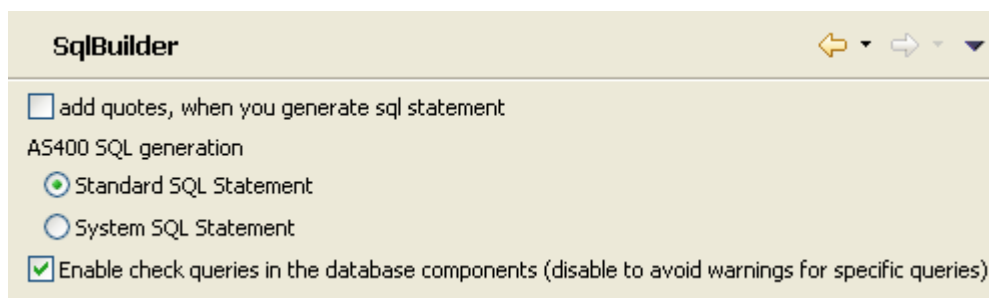 SqlBuilder
add quotes, when you generate sql statement
AS400 SQL generation
Standard SQL Statement
System SQL Statement
Enable check queries in the database components (disable to avoid warnings for specific queries)